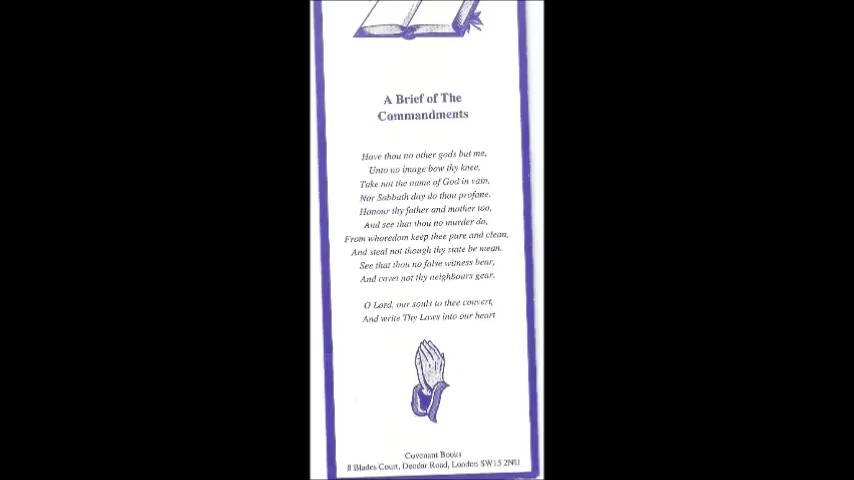 A Brief of The
Commandments
Have thou no other gods but me,
Unto no image bow thy knee,
Take not the name of God in vain,
Nor Sabbath day do thou profane.
Honour thy father and mother too,
And see that thou no murder do,
From whoredom keep thee pure and clean,
And steal not though thy state be mean.
See that thou no false witness bear,
And covet not thy neighbours gear.
O Lord, our souls to thee convert,
And write Thy Laws into our heart
Covenant Books
8 Blades Court, Deodar Road, London SW15 2NU